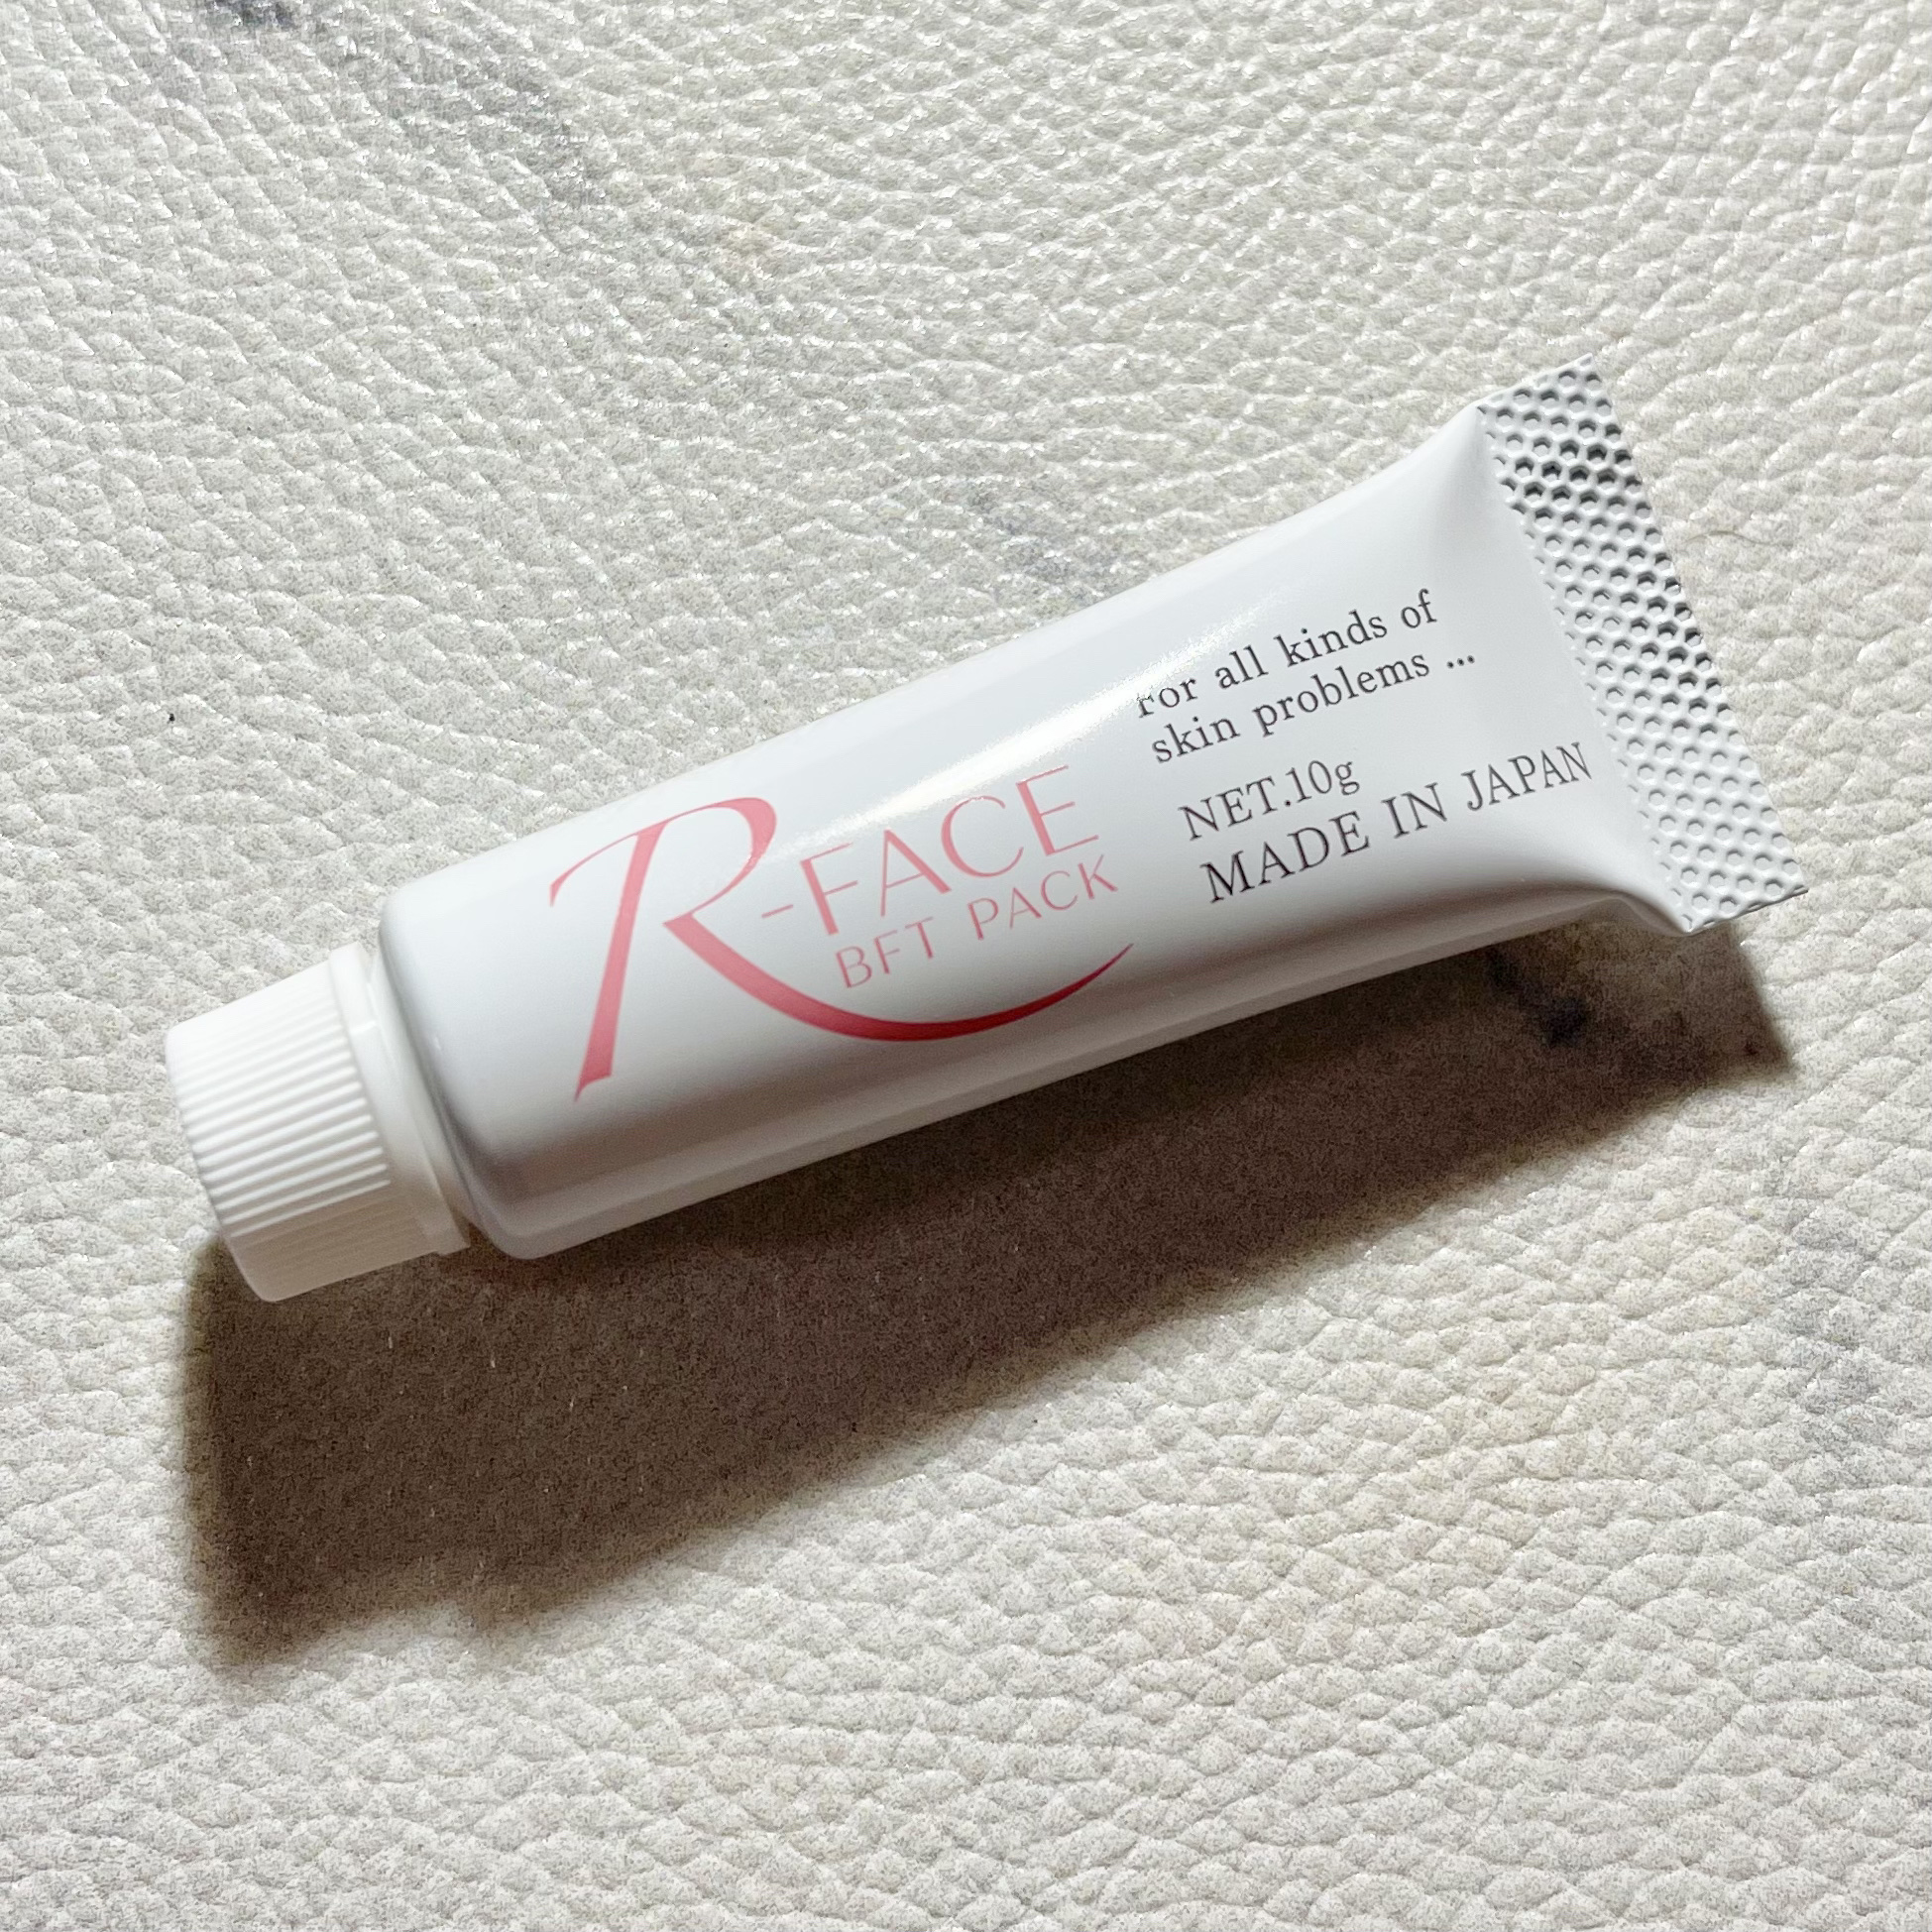 R-FACE
BFT PACK
For all kinds of
skin problems ...
NET.10g
MADE IN JAPAN